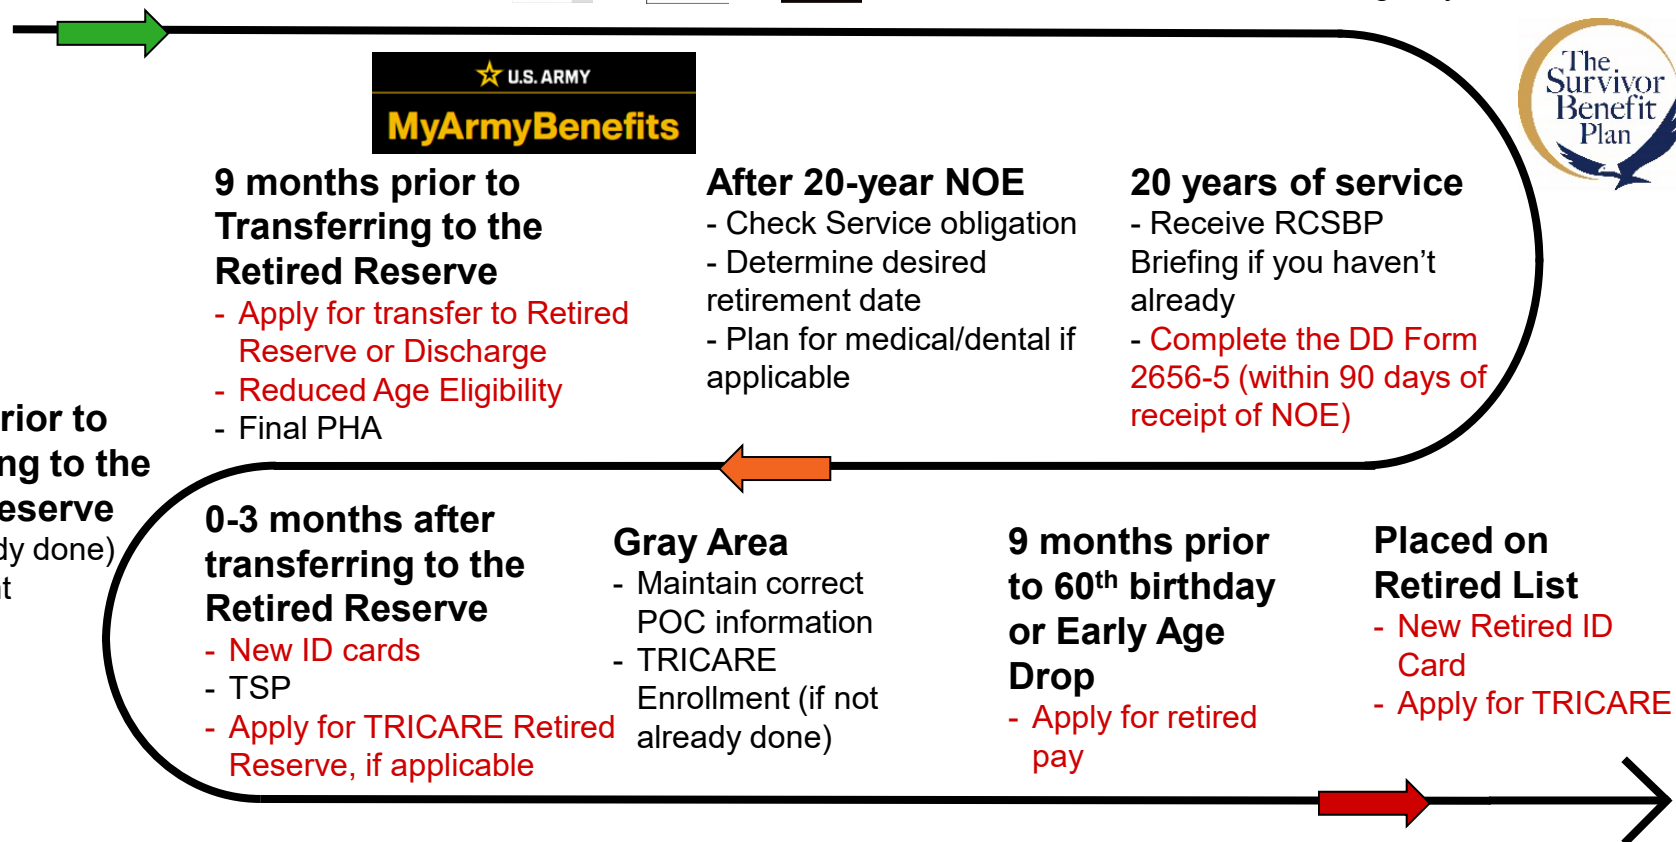 U.S. ARMY
MyArmyBenefits
The
Survivor
Benefit
Plan
9 months prior to
Transferring to the
Retired Reserve
- Apply for transfer to Retired
Reserve or Discharge
- Reduced Age Eligibility
- Final PHA
After 20-year NOE
- Check Service obligation
- Determine desired
retirement date
- Plan for medical/dental if
applicable
20 years of service
- Receive RCSBP
Briefing if you haven't
already
- Complete the DD Form
2656-5 (within 90 days of
receipt of NOE)
rior to
ng to the
eserve
dy done)
t
0-3 months after
transferring to the
Retired Reserve
- New ID cards
- TSP
- Apply for TRICARE Retired
Reserve, if applicable
Gray Area
- Maintain correct
POC information
- TRICARE
Enrollment (if not
already done)
9 months prior
to 60th birthday
or Early Age
Drop
- Apply for retired
pay
Placed on
Retired List
- New Retired ID
Card
- Apply for TRICARE